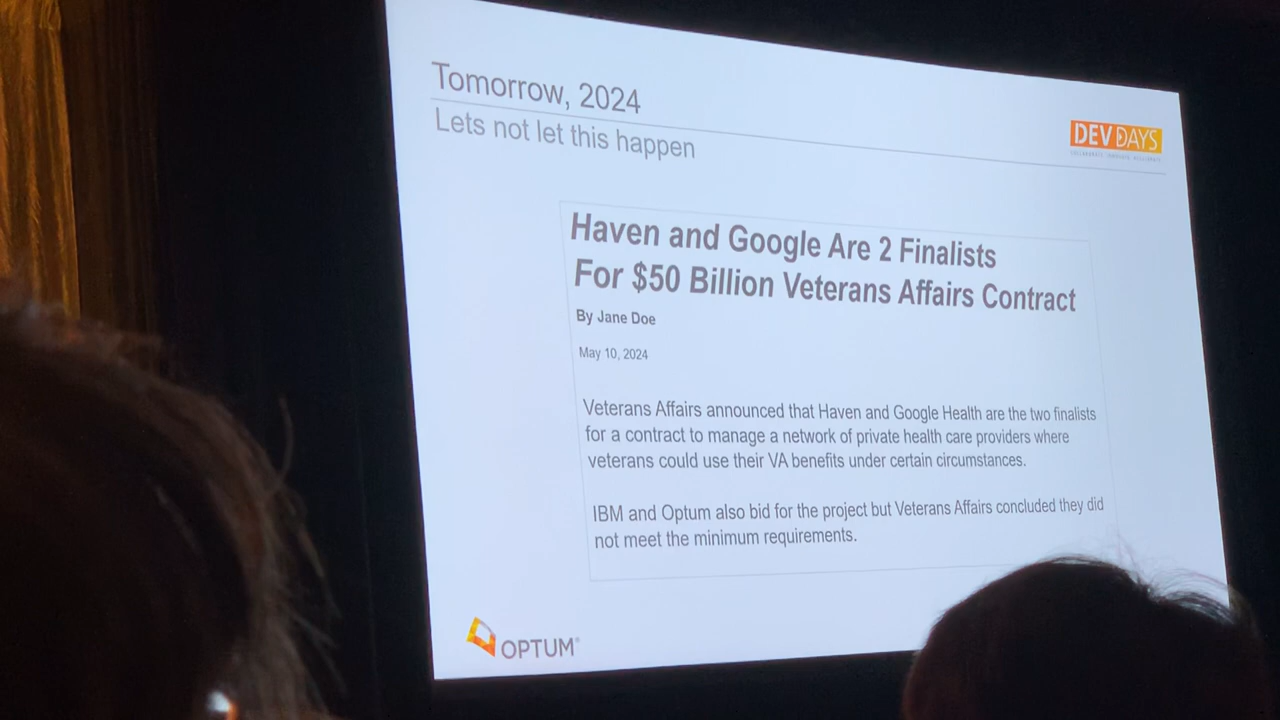 Tomorrow, 2024
Lets not let this happen
DEVDAYS
Haven and Google Are 2 Finalists
For $50 Billion Veterans Affairs Contract
By Jane Doe
May 10, 2024
Veterans Affairs announced that Haven and Google Health are the two finalists
for a contract to manage a network of private health care providers where
veterans could use their VA benefits under certain circumstances.
IBM and Optum also bid for the project but Veterans Affairs concluded they did
not meet the minimum requirements.
OPTUM®